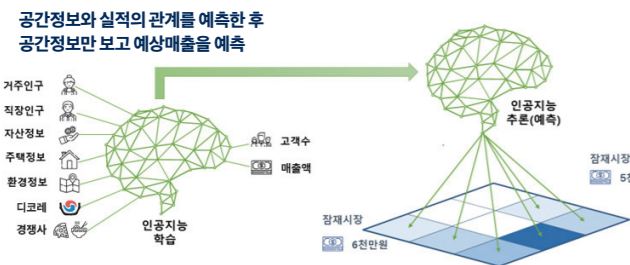 공간정보와 실적의 관계를 예측한 후
공간정보만 보고 예상매출을 예측
거주인구
직장인구
자산정보
주택정보
환경정보
디코레
경쟁사
인공지능
학습
고객수
매출액
인공지능
추론(예측)
잠재시장
5천
잠재시장
6천만원